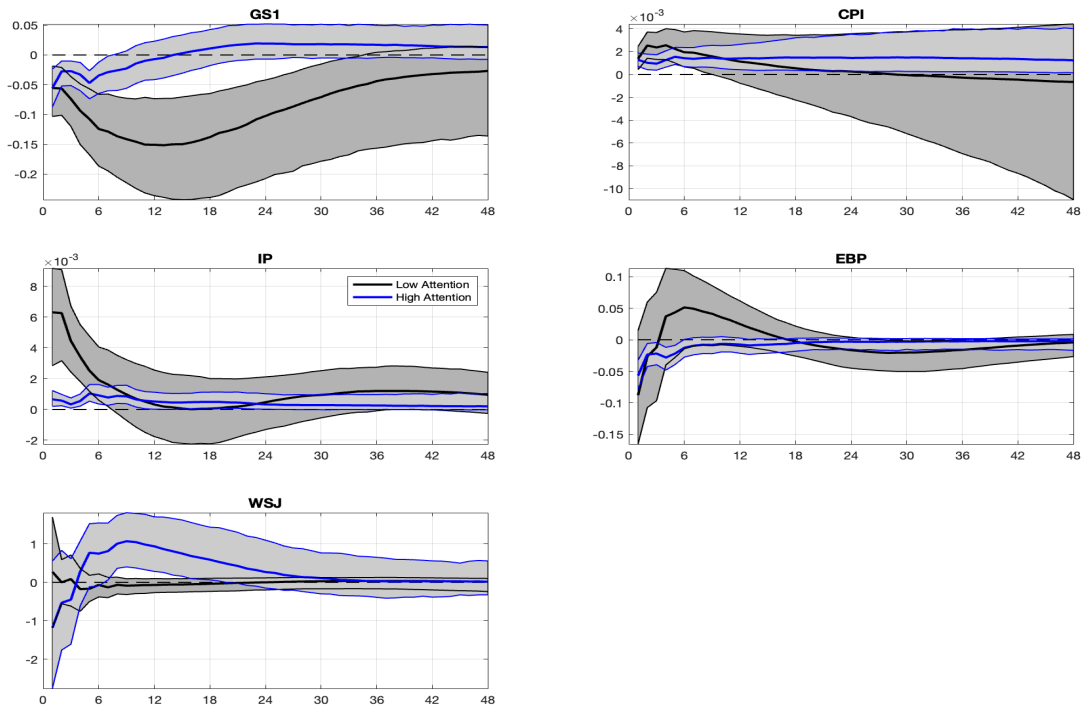 GS1
0.05
0
-0.05
-0.1
-0.15
-0.2
0 6 12 18 24 30 36 42 48
CPI
×10⁻³
4
2
0
-2
-4
-6
-8
-10
0 6 12 18 24 30 36 42 48
IP
×10⁻³
8
6
4
2
0
-2
0 6 12 18 24 30 36 42 48
Low Attention
High Attention
EBP
0.1
0.05
0
-0.05
-0.1
-0.15
0 6 12 18 24 30 36 42 48
WSJ
1
0
-1
-2
0 6 12 18 24 30 36 42 48